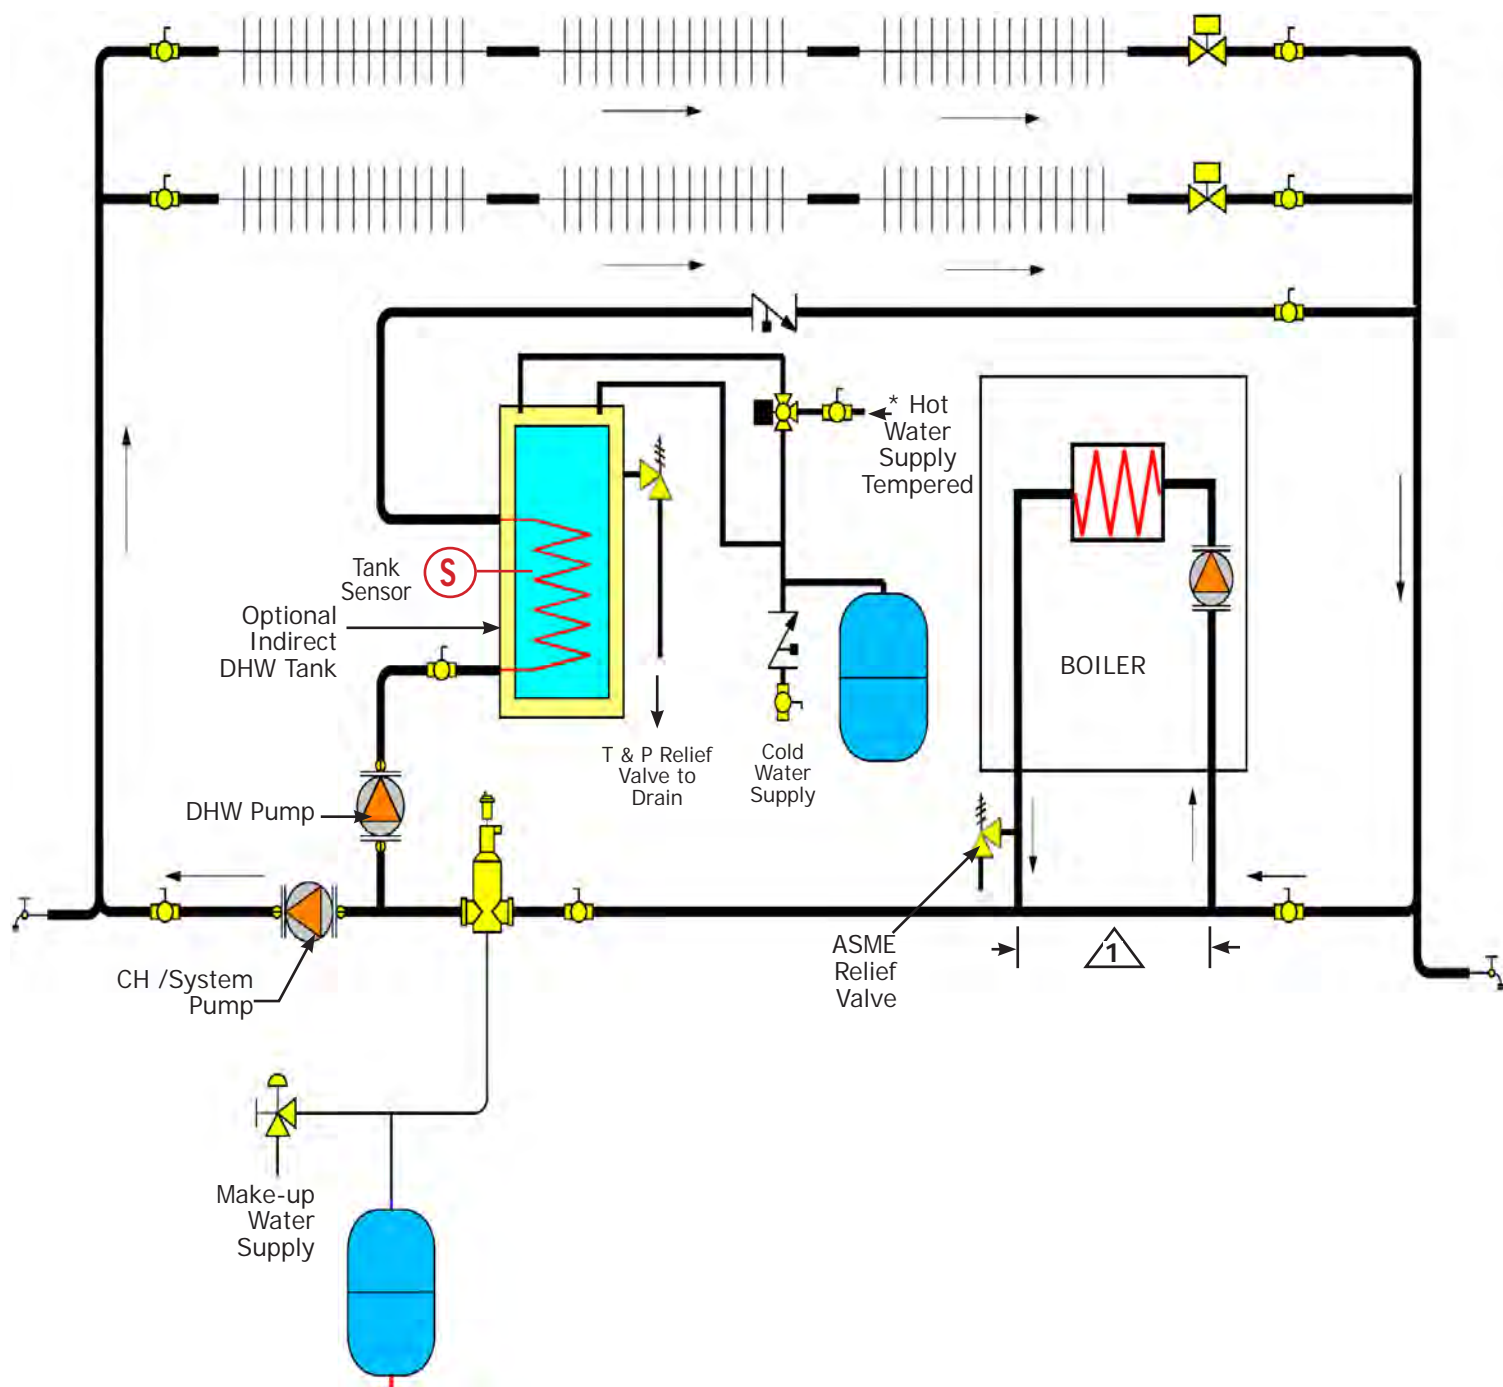 * Hot
Water
Supply
Tempered
Tank
Sensor
S
Optional
Indirect
DHW Tank
BOILER
T & P Relief
Valve to
Drain
Cold
Water
Supply
DHW Pump
ASME
Relief
Valve
1
CH /System
Pump
Make-up
Water
Supply